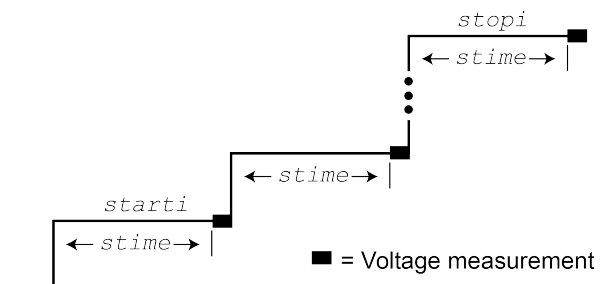 stopi
stime
stime
starti
stime
= Voltage measurement